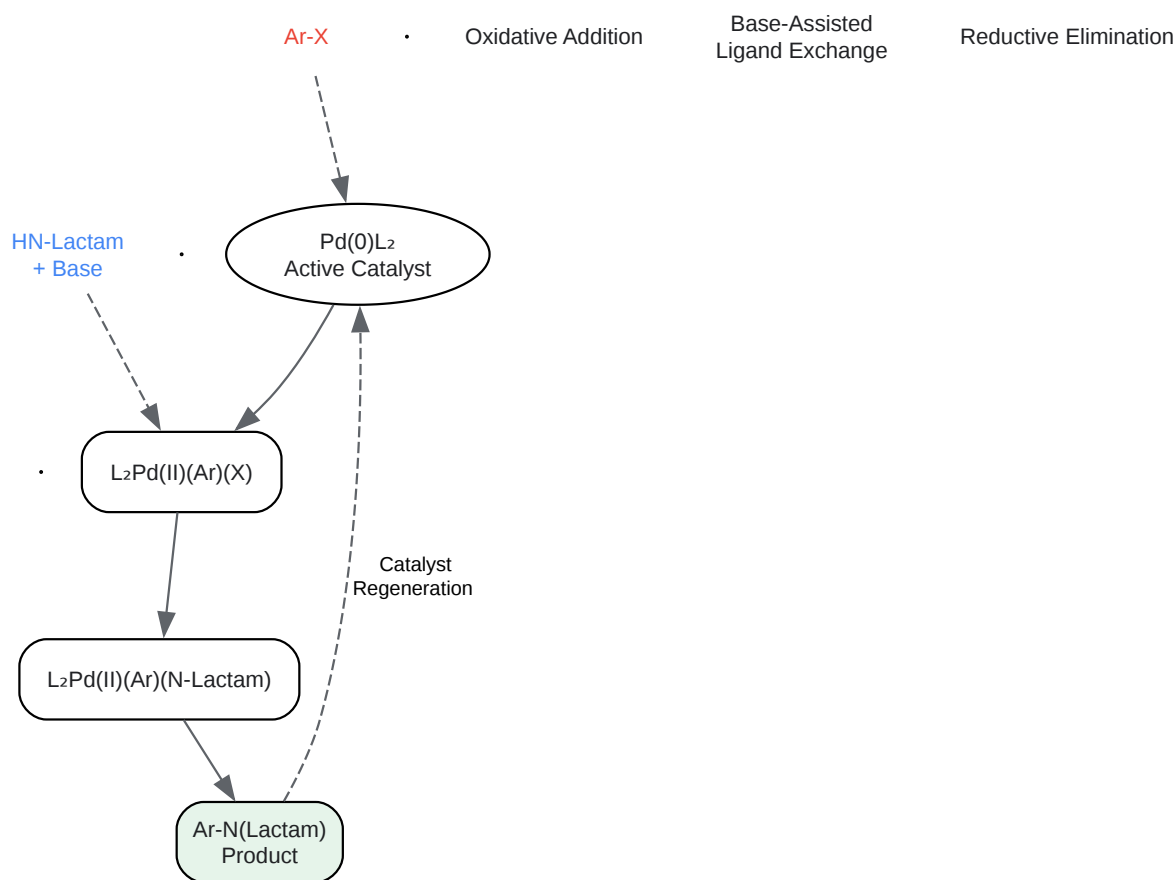 Ar-X
Oxidative Addition
Base-Assisted
Ligand Exchange
Reductive Elimination
HN-Lactam
+ Base
Pd(0)L₂
Active Catalyst
L₂Pd(II)(Ar)(X)
Catalyst
Regeneration
L₂Pd(II)(Ar)(N-Lactam)
Ar-N(Lactam)
Product